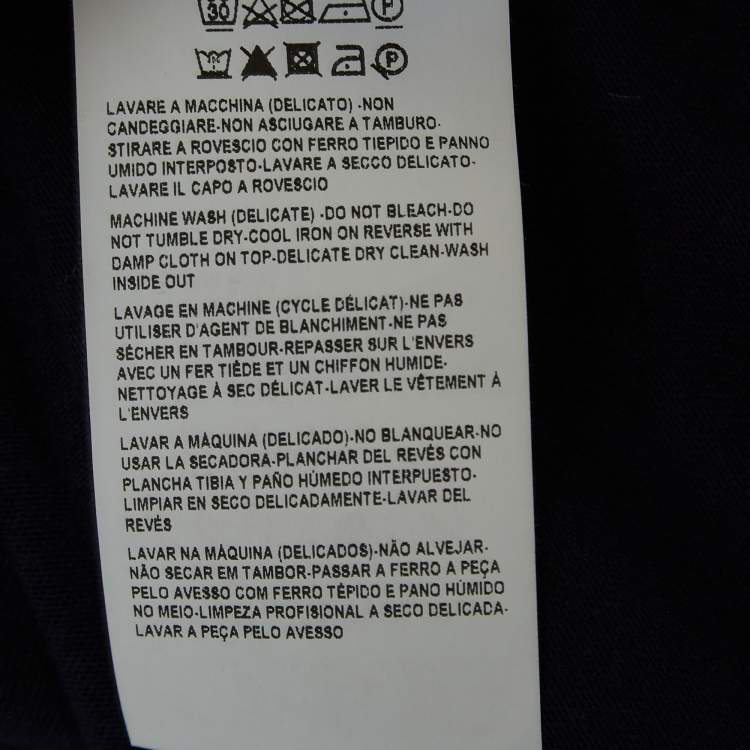 30 P
P
LAVARE A MACCHINA (DELICATO) -NON
CANDEGGIARE-NON ASCIUGARE A TAMBURO-
STIRARE A ROVESCIO CON FERRO TIEPIDO E PANNO
UMIDO INTERPOSTO-LAVARE A SECCO DELICATO-
LAVARE IL CAPO A ROVESCIO
MACHINE WASH (DELICATE) -DO NOT BLEACH-DO
NOT TUMBLE DRY-COOL IRON ON REVERSE WITH
DAMP CLOTH ON TOP-DELICATE DRY CLEAN-WASH
INSIDE OUT
LAVAGE EN MACHINE (CYCLE DÉLICAT)-NE PAS
UTILISER D'AGENT DE BLANCHIMENT-NE PAS
SÉCHER EN TAMBOUR-REPASSER SUR L'ENVERS
AVEC UN FER TIÈDE ET UN CHIFFON HUMIDE-
NETTOYAGE À SEC DÉLICAT-LAVER LE VÊTEMENT À
L'ENVERS
LAVAR A MÁQUINA (DELICADO)-NO BLANQUEAR-NO
USAR LA SECADORA-PLANCHAR DEL REVÉS CON
PLANCHA TIBIA Y PAÑO HÚMEDO INTERPUESTO-
LIMPIAR EN SECO DELICADAMENTE-LAVAR DEL
REVÉS
LAVAR NA MÁQUINA (DELICADOS)-NÃO ALVEJAR-
NÃO SECAR EM TAMBOR-PASSAR A FERRO A PEÇA
PELO AVESSO COM FERRO TÉPIDO E PANO HÚMIDO
NO MEIO-LIMPEZA PROFISIONAL A SECO DELICADA-
LAVAR A PEÇA PELO AVESSO